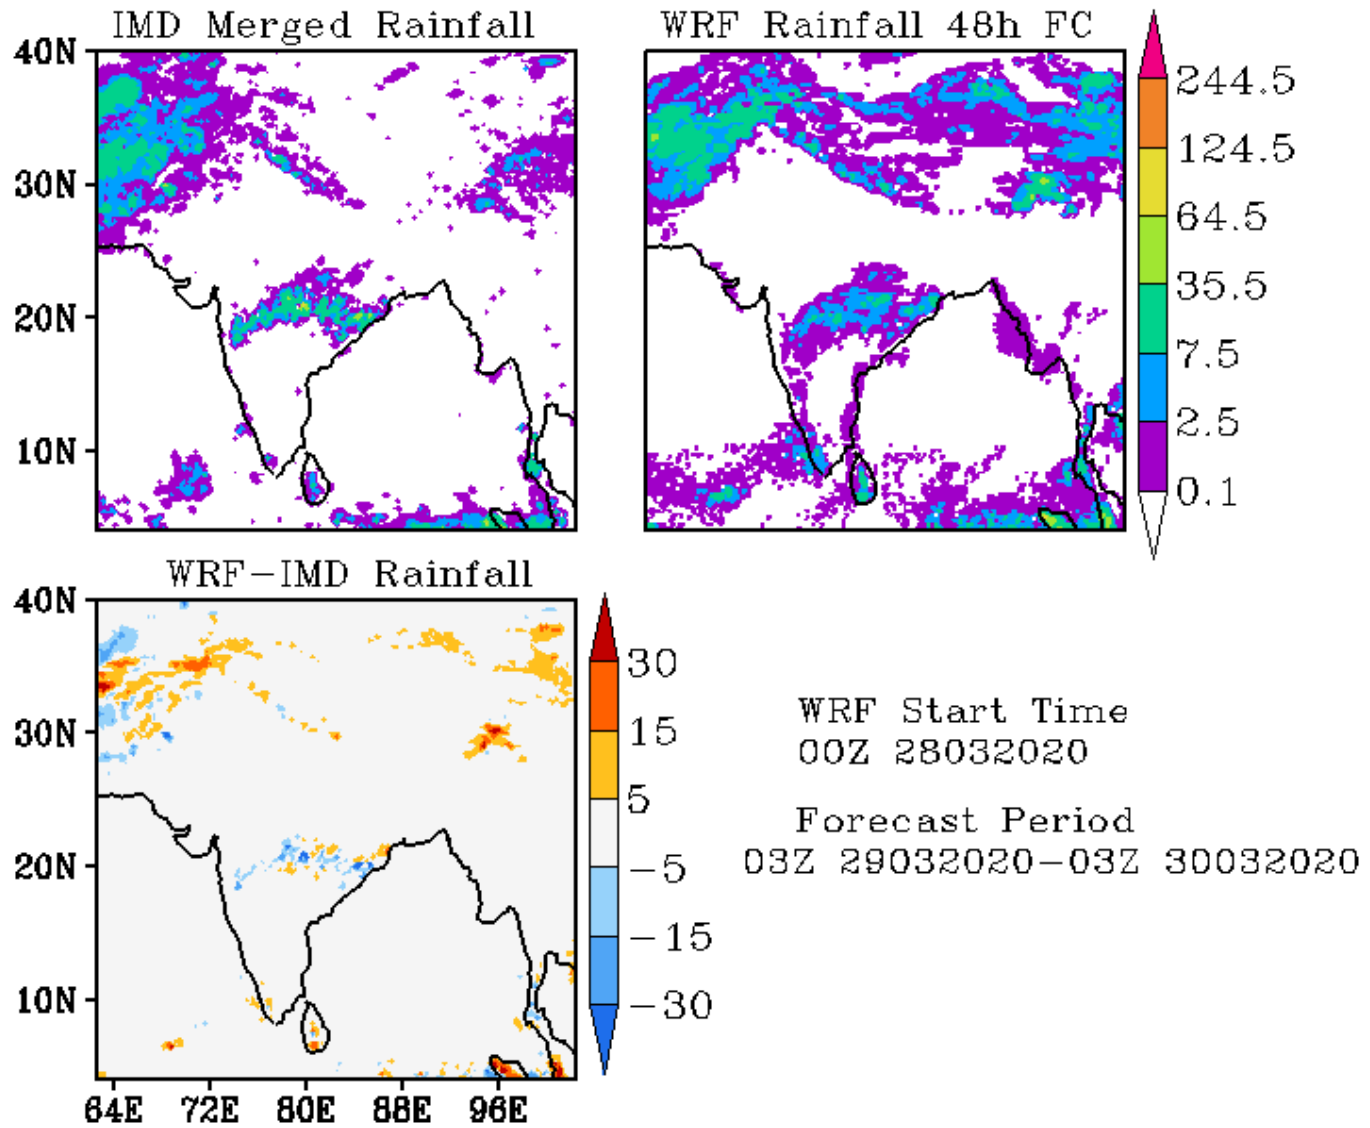 IMD Merged Rainfall
WRF Rainfall 48h FC
40N
30N
20N
10N
244.5
124.5
64.5
35.5
7.5
2.5
0.1
WRF-IMD Rainfall
40N
30N
20N
10N
64E 72E 80E 88E 96E
30
15
5
-5
-15
-30
WRF Start Time
00Z 28032020
Forecast Period
03Z 29032020-03Z 30032020